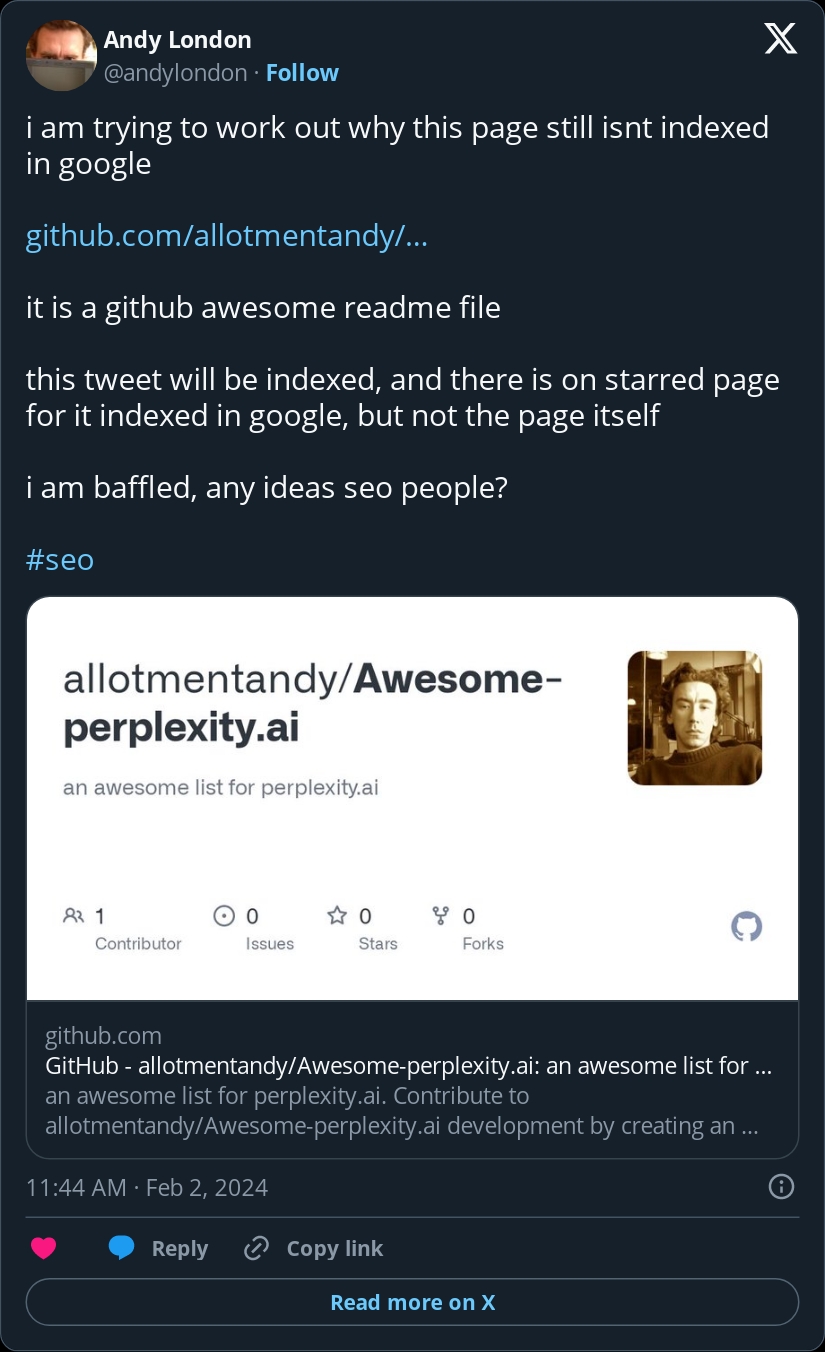 Andy London
@andylondon · Follow
i am trying to work out why this page still isnt indexed
in google
github.com/allotmentandy/...
it is a github awesome readme file
this tweet will be indexed, and there is on starred page
for it indexed in google, but not the page itself
i am baffled, any ideas seo people?
#seo
allotmentandy/Awesome-
perplexity.ai
an awesome list for perplexity.ai
1 0 0 0
Contributor Issues Stars Forks
github.com
GitHub - allotmentandy/Awesome-perplexity.ai: an awesome list for ...
an awesome list for perplexity.ai. Contribute to
allotmentandy/Awesome-perplexity.ai development by creating an ...
11:44 AM · Feb 2, 2024
Reply Copy link
Read more on X